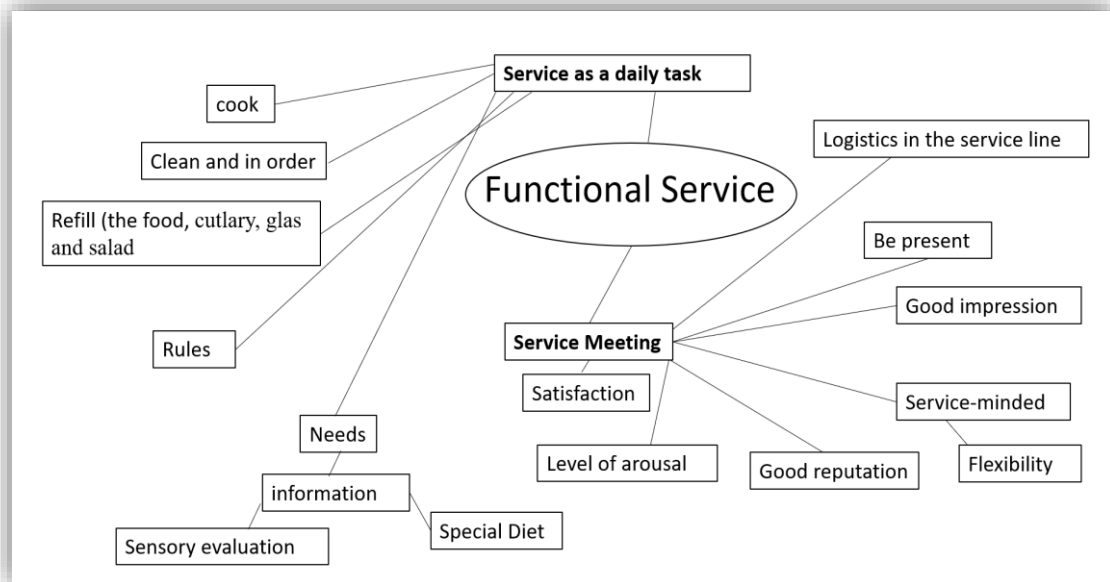 Service as a daily task
cook
Clean and in order
Refill (the food, cutlary, glas
and salad
Rules
Needs
information
Sensory evaluation
Special Diet
Functional Service
Service Meeting
Logistics in the service line
Be present
Good impression
Service-minded
Flexibility
Good reputation
Level of arousal
Satisfaction